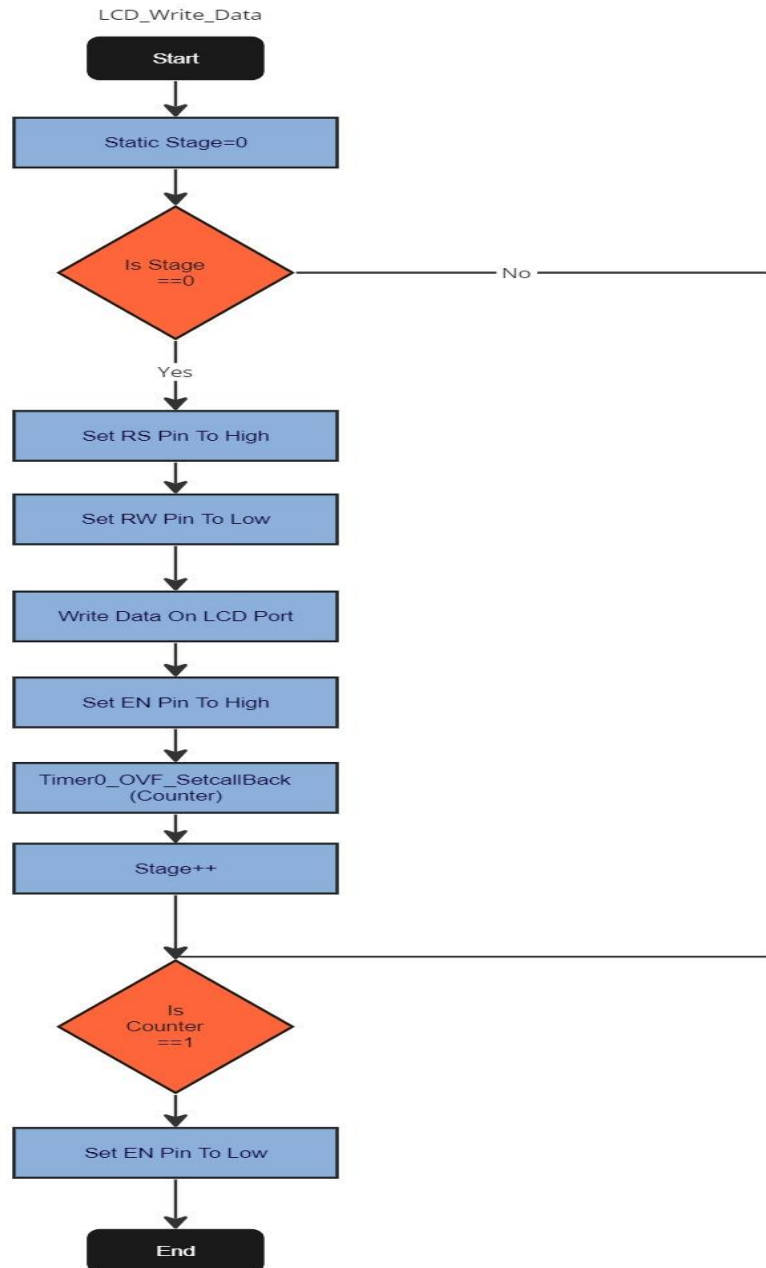 LCD_Write_Data
Start
Static Stage=0
Is Stage
==0
No
Yes
Set RS Pin To High
Set RW Pin To Low
Write Data On LCD Port
Set EN Pin To High
Timer0_OVF_SetcallBack
(Counter)
Stage++
Is
Counter
==1
Set EN Pin To Low
End